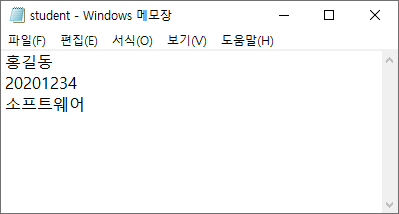 student - Windows 메모장
파일(F) 편집(E) 서식(O) 보기(V) 도움말(H)
홍길동
20201234
소프트웨어